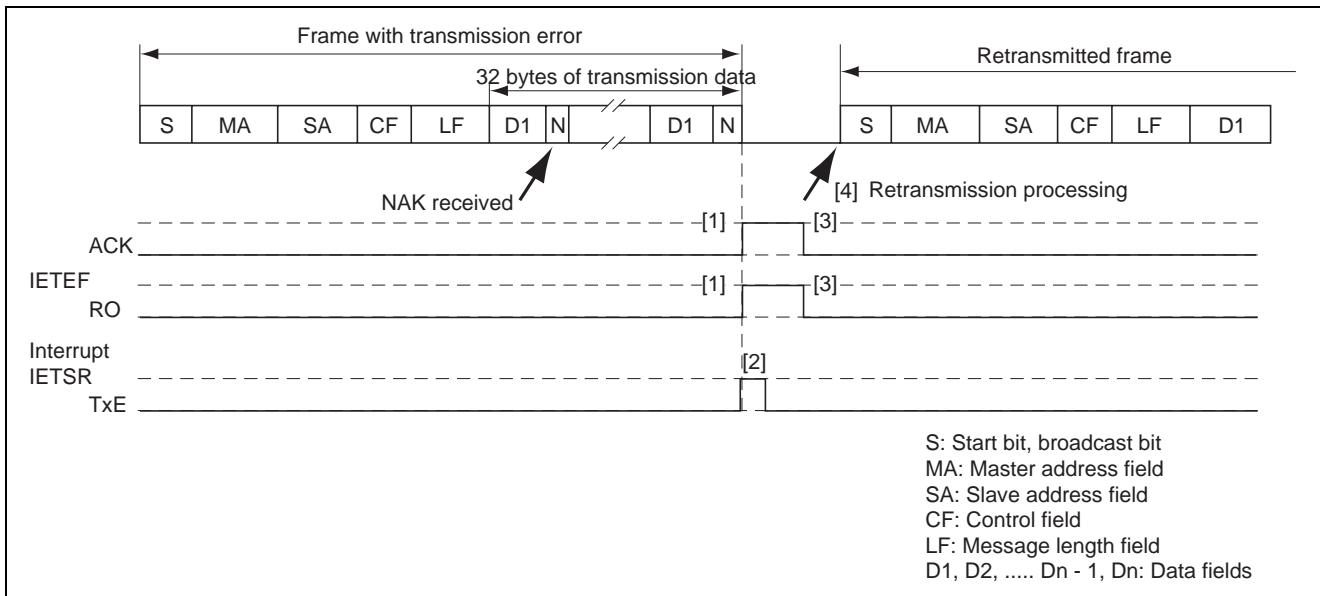 Frame with transmission error
Retransmitted frame
32 bytes of transmission data
S MA SA CF LF D1 N D1 N S MA SA CF LF D1
NAK received
[4] Retransmission processing
[1] [3]
ACK
IETEF
[1] [3]
RO
Interrupt
[2]
IETSR
TxE
S: Start bit, broadcast bit
MA: Master address field
SA: Slave address field
CF: Control field
LF: Message length field
D1, D2, ..... Dn - 1, Dn: Data fields